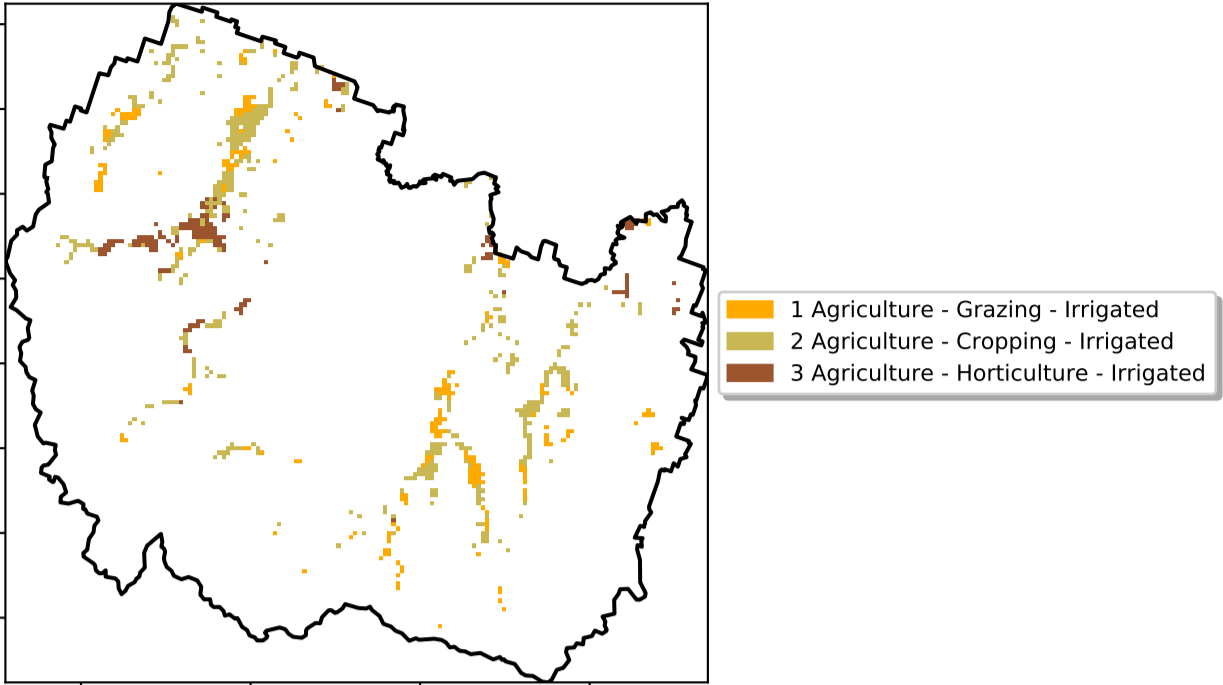 1 Agriculture - Grazing - Irrigated
2 Agriculture - Cropping - Irrigated
3 Agriculture - Horticulture - Irrigated